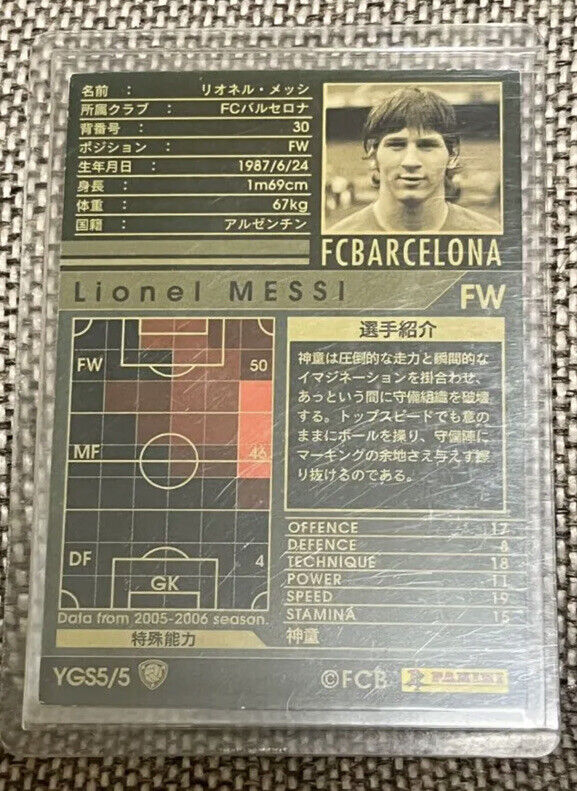 名前 : リオネル・メッシ
所属クラブ : FCバルセロナ
背番号 : 30
ポジション : FW
生年月日 : 1987/6/24
身長 : 1m69cm
体重 : 67kg
国籍 : アルゼンチン
FCBARCELONA
Lionel MESSI FW
FW 50
MF 46
DF 4
GK
Data from 2005-2006 season.
選手紹介
神童は圧倒的な走力と瞬間的な
イマジネーションを掛合わせ、
あっという間に守備組織を破壊
する。トップスピードでも意の
ままにボールを操り、守備陣に
マーキングの余地さえ与えず擦
り抜けるのである。
OFFENCE 17
DEFENCE
TECHNIQUE 18
POWER 11
SPEED 19
STAMINA 15
特殊能力 神童
YGS5/5 ©FCB PANINI